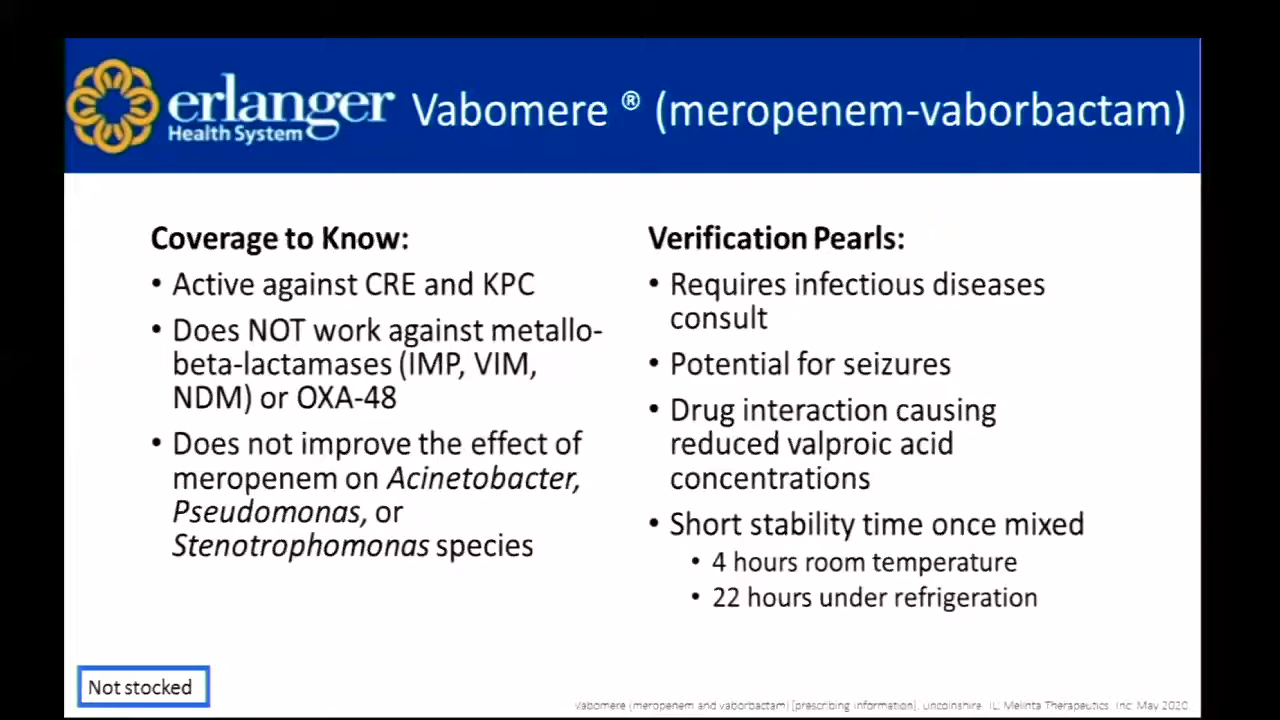 erlanger
Health System
Vabomere ® (meropenem-vaborbactam)
Coverage to Know:
• Active against CRE and KPC
• Does NOT work against metallo-
beta-lactamases (IMP, VIM,
NDM) or OXA-48
• Does not improve the effect of
meropenem on Acinetobacter,
Pseudomonas, or
Stenotrophomonas species
Verification Pearls:
• Requires infectious diseases
consult
• Potential for seizures
• Drug interaction causing
reduced valproic acid
concentrations
• Short stability time once mixed
• 4 hours room temperature
• 22 hours under refrigeration
Not stocked
Vabomere (meropenem and vaborbactam) [prescribing information]. Lincolnshire, IL; Melinta Therapeutics, Inc; May 2020